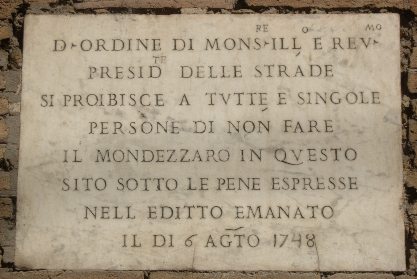 D▸ORDINE DI MONS▸RE ILL▸O E REV▸MO
PRESID▸TE DELLE STRADE
SI PROIBISCE A TVTTE E SINGOLE
PERSONE DI NON FARE
IL MONDEZZARO IN QVESTO
SITO SOTTO LE PENE ESPRESSE
NELL EDITTO EMANATO
IL DI 6 AGTO 1748